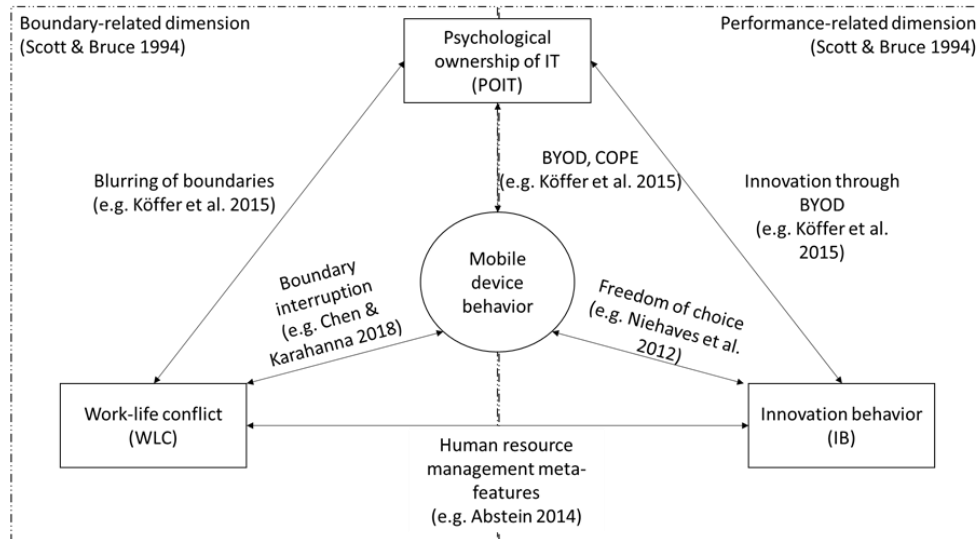 Boundary-related dimension
(Scott & Bruce 1994)
Psychological
ownership of IT
(POIT)
Performance-related dimension
(Scott & Bruce 1994)
Blurring of boundaries
(e.g. Köffer et al. 2015)
BYOD, COPE
(e.g. Köffer et al. 2015)
Innovation through
BYOD
(e.g. Köffer et al.
2015)
Mobile
device
behavior
Boundary
interruption
(e.g. Chen &
Karahanna 2018)
Freedom of choice
(e.g. Niehaves et al.
2012)
Work-life conflict
(WLC)
Innovation behavior
(IB)
Human resource
management meta-
features
(e.g. Abstein 2014)